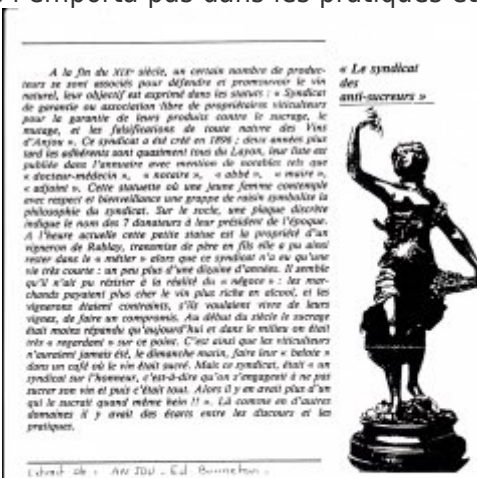 l'emporta pas dans les pratiques et
A la fin du XIXe siècle, un certain nombre de produc-
teurs se sont associés pour défendre et promouvoir le vin
naturel, leur objectif est exprimé dans les statuts : « Syndicat
de garantie ou association libre de propriétaires viticulteurs
pour la garantie de leurs produits contre le sucrage, le
mutage, et les falsifications de toute nature des Vins
d'Anjou ». Ce syndicat a été créé en 1896 ; deux années plus
tard les adhérents sont quasiment tous du Layon, leur liste est
publiée dans l'annuaire avec mention de notables tels que
« docteur-médecin », « notaire », « abbé », « maire »,
« adjoint ». Cette statuette où une jeune femme contemple
avec respect et bienveillance une grappe de raisin symbolise la
philosophie du syndicat. Sur le socle, une plaque discrète
indique le nom des 7 donateurs à leur président de l'époque.
A l'heure actuelle cette petite statue est la propriété d'un
vigneron de Rablay, transmise de père en fils elle a pu ainsi
rester dans le « métier » alors que ce syndicat n'a eu qu'une
vie très courte : un peu plus d'une dizaine d'années. Il semble
qu'il n'ait pu résister à la réalité du « négoce » : les mar-
chands payaient plus cher le vin plus riche en alcool, et les
vignerons étaient contraints, s'ils voulaient vivre de leurs
vignes, de faire un compromis. Au début du siècle le sucrage
était moins répandu qu'aujourd'hui et dans le milieu on était
très « regardant » sur ce point. C'est ainsi que les viticulteurs
n'auraient jamais été, le dimanche matin, faire leur « belote »
dans un café où le vin était sucré. Mais ce syndicat, était « un
syndicat sur l'honneur, c'est-à-dire qu'on s'engageait à ne pas
sucrer son vin et puis c'était tout. Alors il y en avait plus d'un
qui le sucrait quand même hein !! ». Là comme en d'autres
domaines il y avait des écarts entre les discours et les
pratiques.
« Le syndicat
des
anti-sucreurs »
Extrait de : ANJOU - Ed. Bonneton.